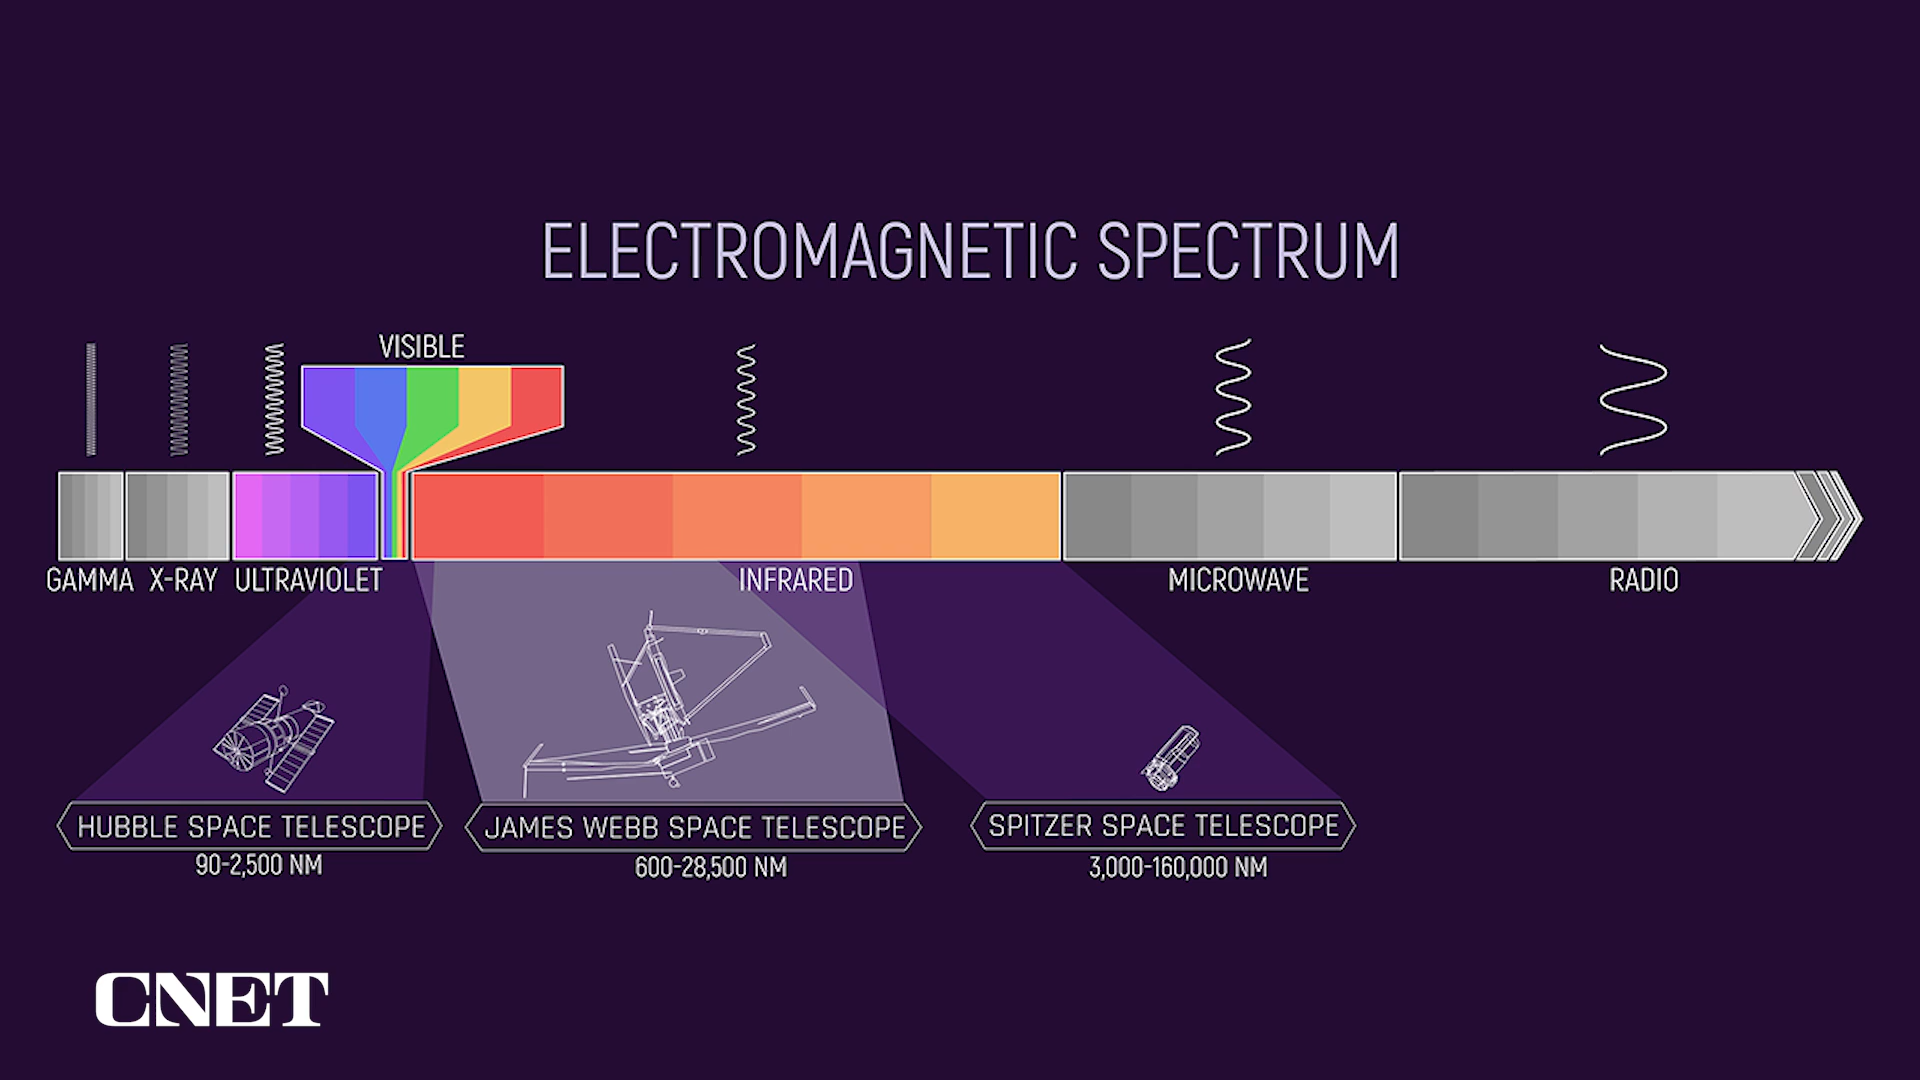 ELECTROMAGNETIC SPECTRUM
VISIBLE
GAMMA
X-RAY
ULTRAVIOLET
INFRARED
MICROWAVE
RADIO
HUBBLE SPACE TELESCOPE
90-2,500 NM
JAMES WEBB SPACE TELESCOPE
600-28,500 NM
SPITZER SPACE TELESCOPE
3,000-160,000 NM
CNET